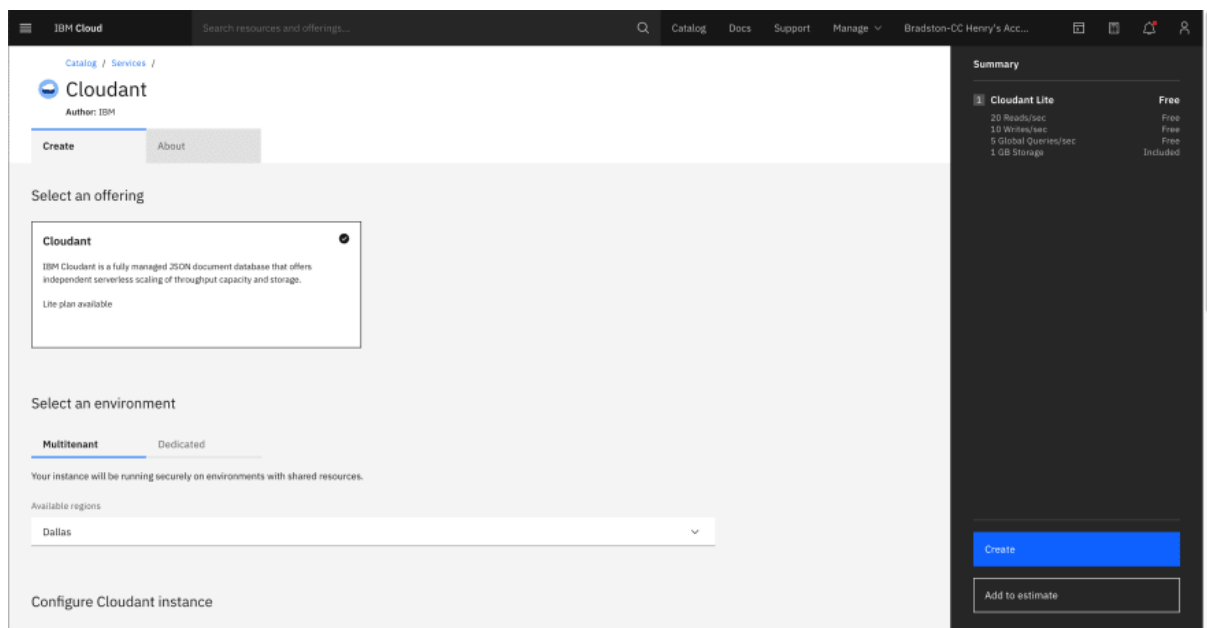 IBM Cloud
Search resources and offerings...
Catalog
Docs
Support
Manage
Bradston-CC Henry's Acc...
Catalog / Services /
Cloudant
Author: IBM
Create
About
Select an offering
Cloudant
IBM Cloudant is a fully managed JSON document database that offers
independent serverless scaling of throughput capacity and storage.
Lite plan available
Select an environment
Multitenant
Dedicated
Your instance will be running securely on environments with shared resources.
Available regions
Dallas
Configure Cloudant instance
Summary
1 Cloudant Lite Free
20 Reads/sec Free
10 Writes/sec Free
5 Global Queries/sec Free
1 GB Storage Included
Create
Add to estimate